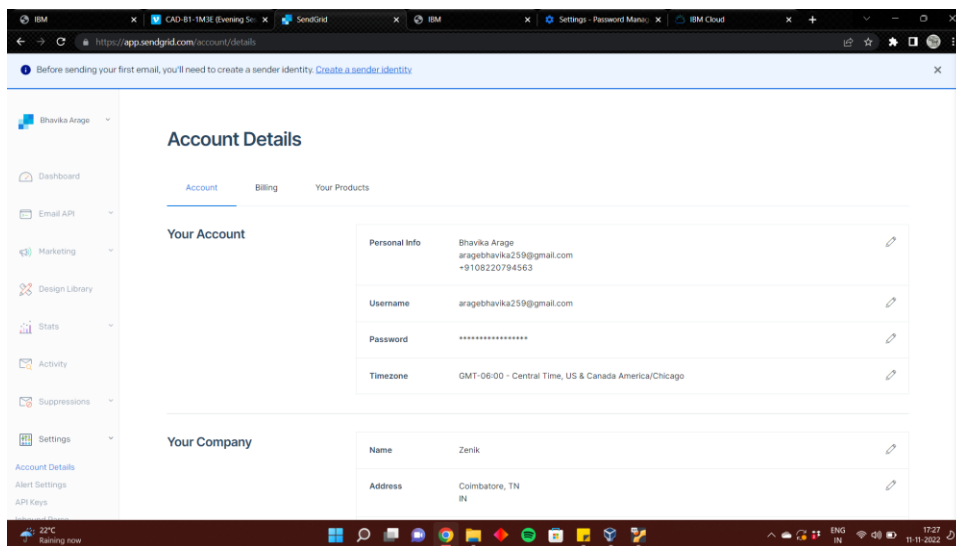 IBM
CAD-B1-1M3E (Evening Se
SendGrid
IBM
Settings - Password Mana
IBM Cloud
https://app.sendgrid.com/account/details
Before sending your first email, you'll need to create a sender identity. Create a sender identity
Bhavika Arage
Account Details
Dashboard
Account Billing Your Products
Email API
Your Account
Personal Info
Bhavika Arage
aragebhavika259@gmail.com
+9108220794563
Marketing
Design Library
Username
aragebhavika259@gmail.com
Stats
Password
*****************
Activity
Timezone
GMT-06:00 - Central Time, US & Canada America/Chicago
Suppressions
Settings
Your Company
Name
Zenik
Account Details
Alert Settings
Address
Coimbatore, TN
IN
API Keys
Inbound Parse
22°C
Raining now
ENG
IN
17:27
11-11-2022